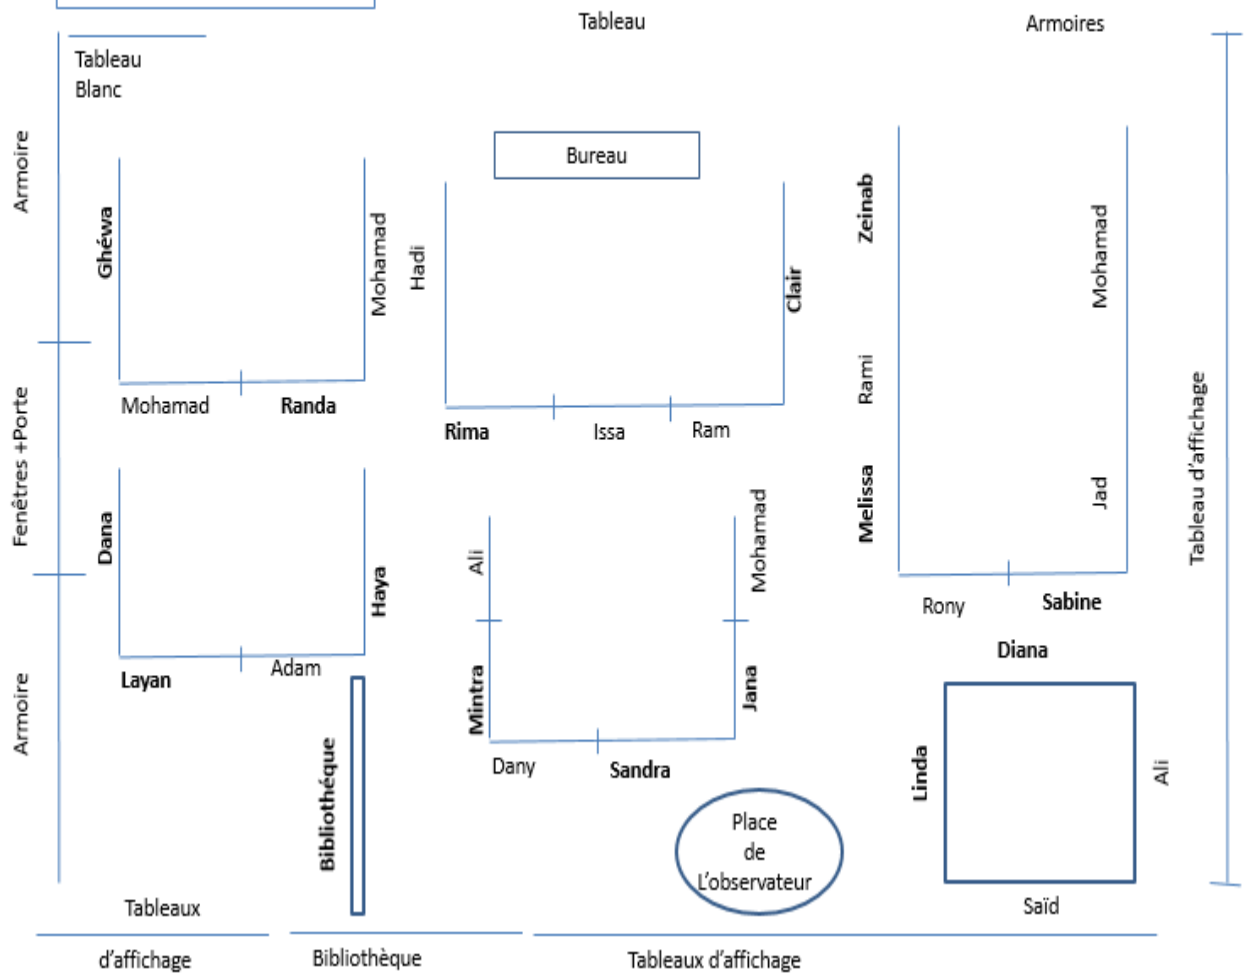 Tableau
Armoires
Tableau
Blanc
Armoire
Bureau
Ghéwa
Mohamad
Hadi
Clair
Zeinab
Mohamad
Mohamad
Randa
Rima
Issa
Ram
Rami
Fenêtres +Porte
Tableau d'affichage
Dana
Haya
Ali
Mohamad
Melissa
Jad
Rony
Sabine
Layan
Adam
Mintra
Jana
Diana
Armoire
Dany
Sandra
Linda
Ali
Bibliothéque
Place
de
L'observateur
Saïd
Tableaux
d'affichage
Bibliothèque
Tableaux d'affichage